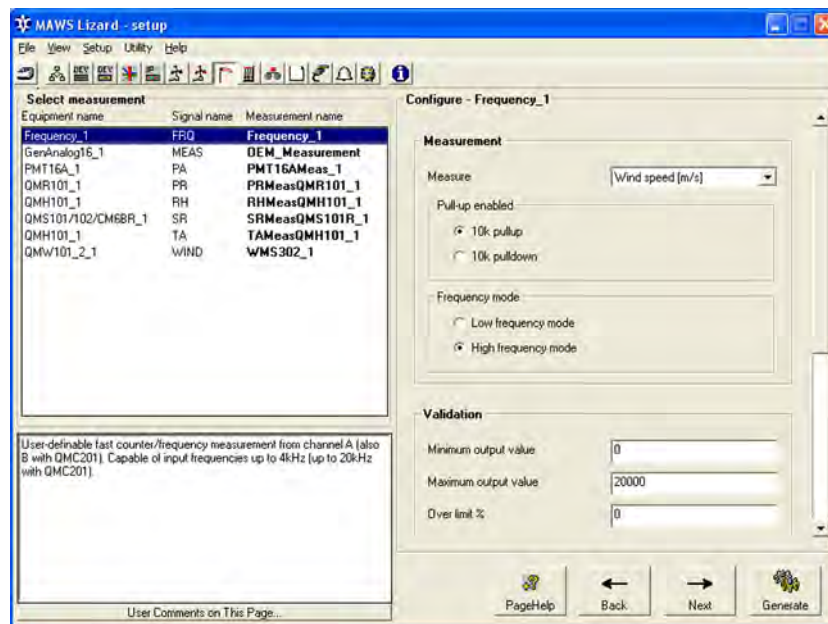 MAWS Lizard - setup
File View Setup Utility Help
Select measurement
Equipment name Signal name Measurement name
Frequency_1 FRQ Frequency_1
GenAnalog16_1 MEAS OEM_Measurement
PMT16A_1 PA PMT16AMeas_1
QMR101_1 PR PRMeasQMR101_1
QMH101_1 RH RHMeasQMH101_1
QMS101/102/CM6BR_1 SR SRMeasQMS101R_1
QMH101_1 TA TAMeasQMH101_1
QMW101_2_1 WIND WMS302_1
User-definable fast counter/frequency measurement from channel A (also
B with QMC201). Capable of input frequencies up to 4kHz (up to 20kHz
with QMC201).
User Comments on This Page...
Configure - Frequency_1
Measurement
Measure Wind speed [m/s]
Pull-up enabled
10k pullup
10k pulldown
Frequency mode
Low frequency mode
High frequency mode
Validation
Minimum output value 0
Maximum output value 20000
Over limit % 0
PageHelp Back Next Generate